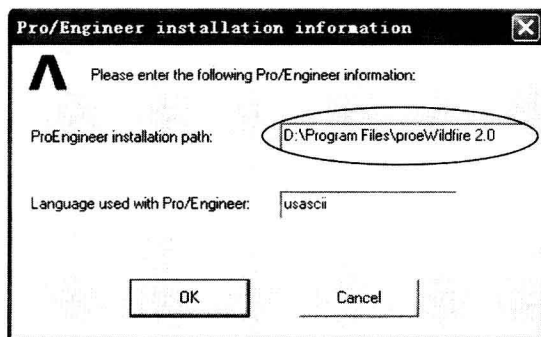 Pro/Engineer installation information
Please enter the following Pro/Engineer information:
ProEngineer installation path:
D:\Program Files\proeWildfire 2.0
Language used with Pro/Engineer:
usascii
OK
Cancel